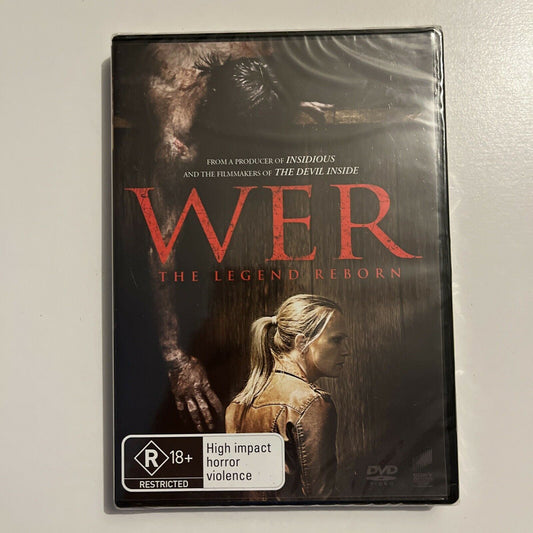 FROM A PRODUCER OF INSIDIOUS
AND THE FILMMAKERS OF THE DEVIL INSIDE
WER
THE LEGEND REBORN
R 18+
RESTRICTED
High impact
horror
violence
DVD
VIDEO